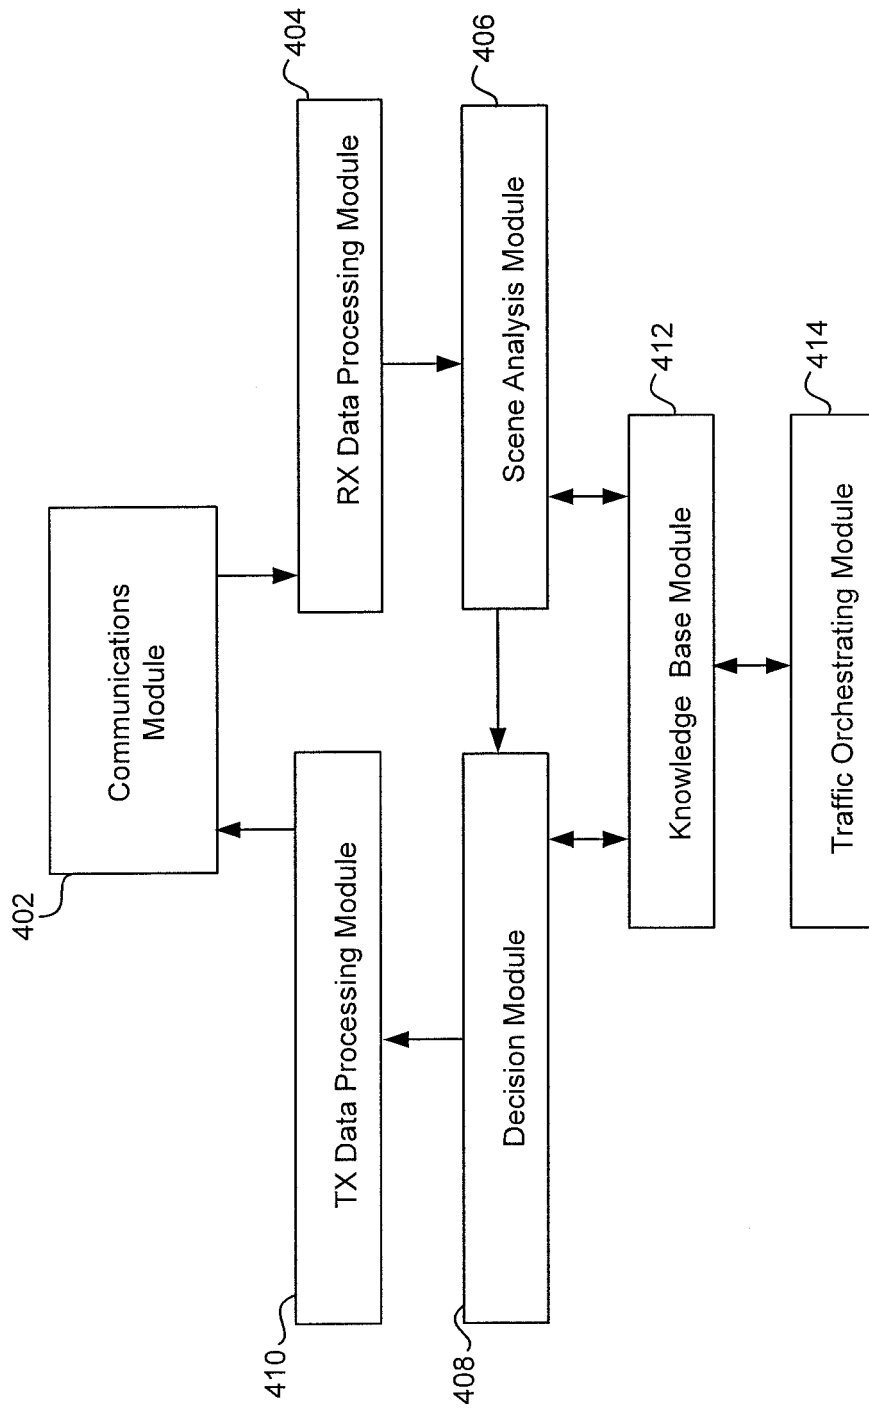 402
Communications
Module
404
RX Data Processing Module
410
TX Data Processing Module
406
Scene Analysis Module
408
Decision Module
412
Knowledge Base Module
414
Traffic Orchestrating Module